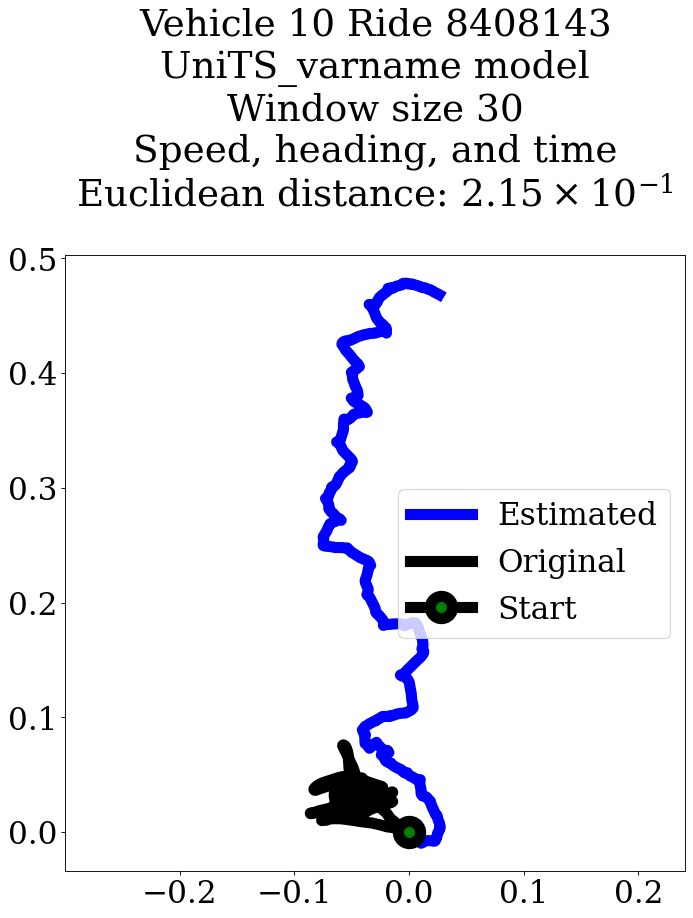 Vehicle 10 Ride 8408143
UniTS_varname model
Window size 30
Speed, heading, and time
Euclidean distance: 2.15 × 10⁻¹
0.5
0.4
0.3
0.2
0.1
0.0
Estimated
Original
Start
−0.2 −0.1 0.0 0.1 0.2